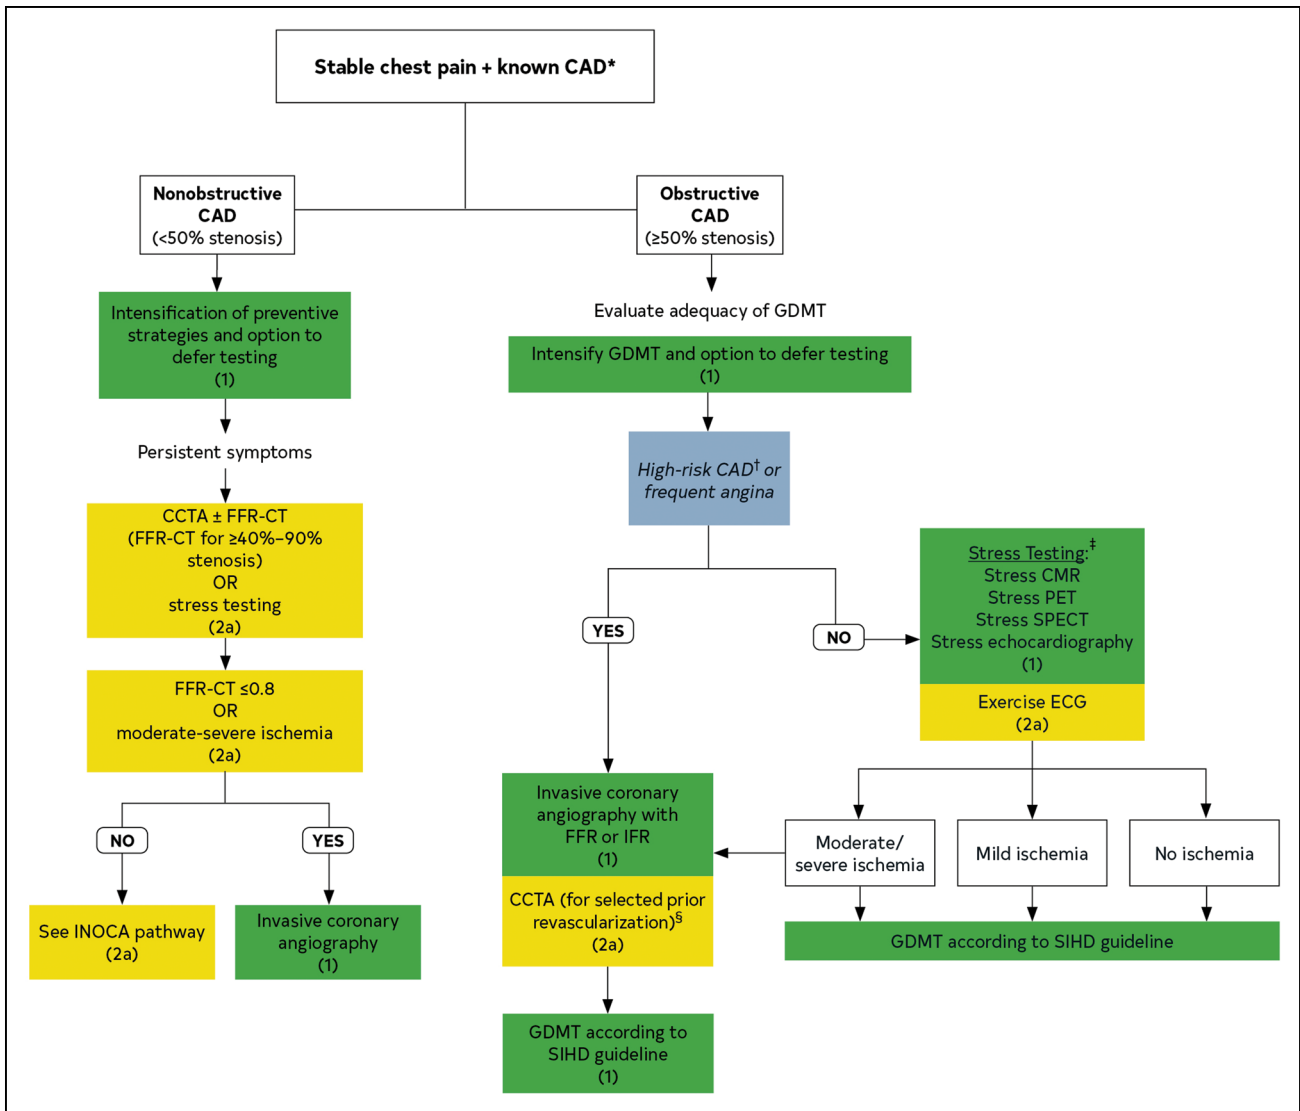 Stable chest pain + known CAD*
Nonobstructive
CAD
(<50% stenosis)
Obstructive
CAD
(≥50% stenosis)
Intensification of preventive
strategies and option to
defer testing
(1)
Persistent symptoms
CCTA ± FFR-CT
(FFR-CT for ≥40%–90%
stenosis)
OR
stress testing
(2a)
FFR-CT ≤0.8
OR
moderate-severe ischemia
(2a)
NO
YES
See INOCA pathway
(2a)
Invasive coronary
angiography
(1)
Evaluate adequacy of GDMT
Intensify GDMT and option to defer testing
(1)
High-risk CAD† or
frequent angina
YES
NO
Stress Testing:‡
Stress CMR
Stress PET
Stress SPECT
Stress echocardiography
(1)
Exercise ECG
(2a)
Invasive coronary
angiography with
FFR or IFR
(1)
CCTA (for selected prior
revascularization)§
(2a)
GDMT according to
SIHD guideline
(1)
Moderate/
severe ischemia
Mild ischemia
No ischemia
GDMT according to SIHD guideline